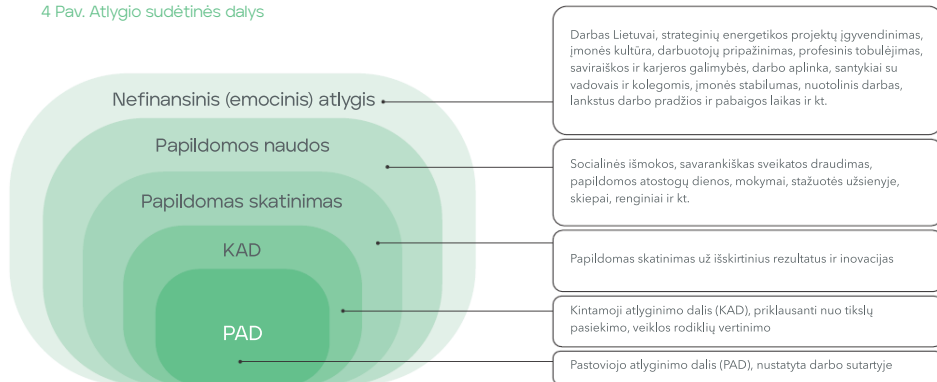 4 Pav. Atlygio sudėtinės dalys
Nefinansinis (emocinis) atlygis
Darbas Lietuvai, strateginių energetikos projektų įgyvendinimas,
įmonės kultūra, darbuotojų pripažinimas, profesinis tobulėjimas,
saviraiškos ir karjeros galimybės, darbo aplinka, santykiai su
vadovais ir kolegomis, įmonės stabilumas, nuotolinis darbas,
lankstus darbo pradžios ir pabaigos laikas ir kt.
Papildomos naudos
Socialinės išmokos, savarankiškas sveikatos draudimas,
papildomos atostogų dienos, mokymai, stažuotės užsienyje,
skiepai, renginiai ir kt.
Papildomas skatinimas
Papildomas skatinimas už išskirtinius rezultatus ir inovacijas
KAD
Kintamoji atlyginimo dalis (KAD), priklausanti nuo tikslų
pasiekimo, veiklos rodiklių vertinimo
PAD
Pastoviojo atlyginimo dalis (PAD), nustatyta darbo sutartyje